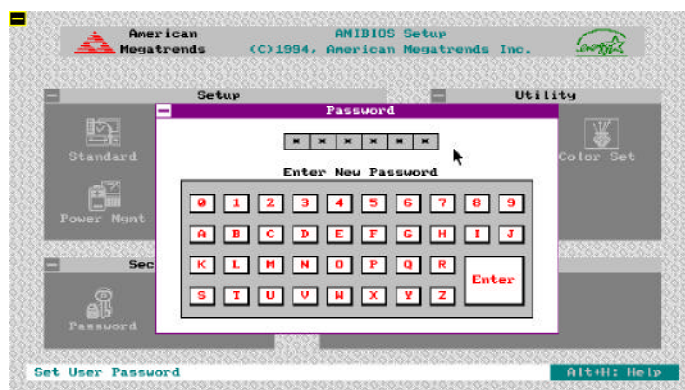 American
Megatrends
AMIBIOS Setup
(C)1994, American Megatrends Inc.
energy
Setup
Utility
Password
* * * * * *
Standard
Color Set
Enter New Password
0 1 2 3 4 5 6 7 8 9
Power Mgmt
A B C D E F G H I J
Sec
K L M N O P Q R
Enter
S T U V W X Y Z
Password
Set User Password
Alt+H: Help